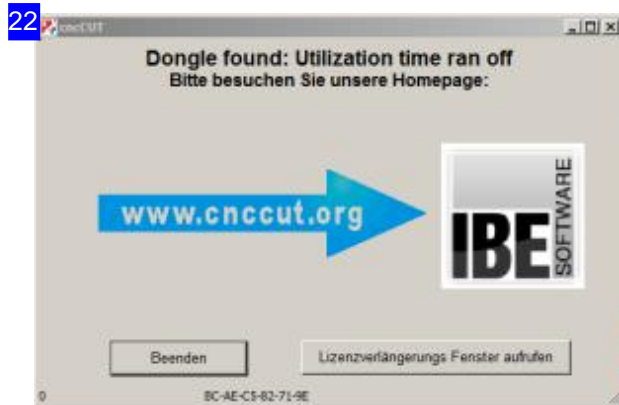 22
cncCUT
Dongle found: Utilization time ran off
Bitte besuchen Sie unsere Homepage:
www.cnccut.org
IBE
SOFTWARE
Beenden
Lizenzverlängerungs Fenster aufrufen
0
BC-AE-C5-82-71-9E